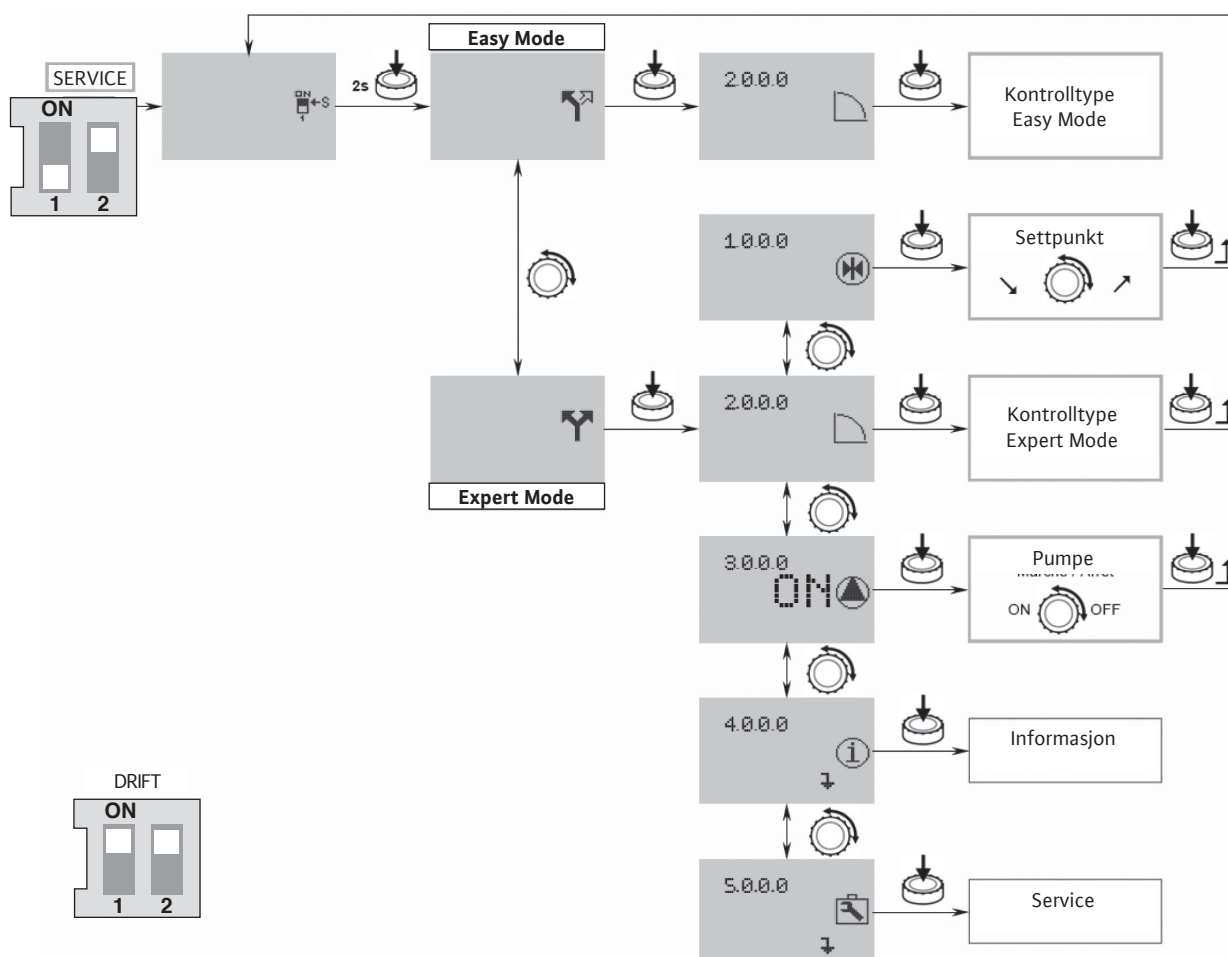 SERVICE
ON
1 2
ON
←S
1
2s
Easy Mode
2.0.0.0
Kontrolltype
Easy Mode
1.0.0.0
Settpunkt
Expert Mode
2.0.0.0
Kontrolltype
Expert Mode
3.0.0.0
ON
Pumpe
ON OFF
4.0.0.0
i
Informasjon
5.0.0.0
Service
DRIFT
ON
1 2